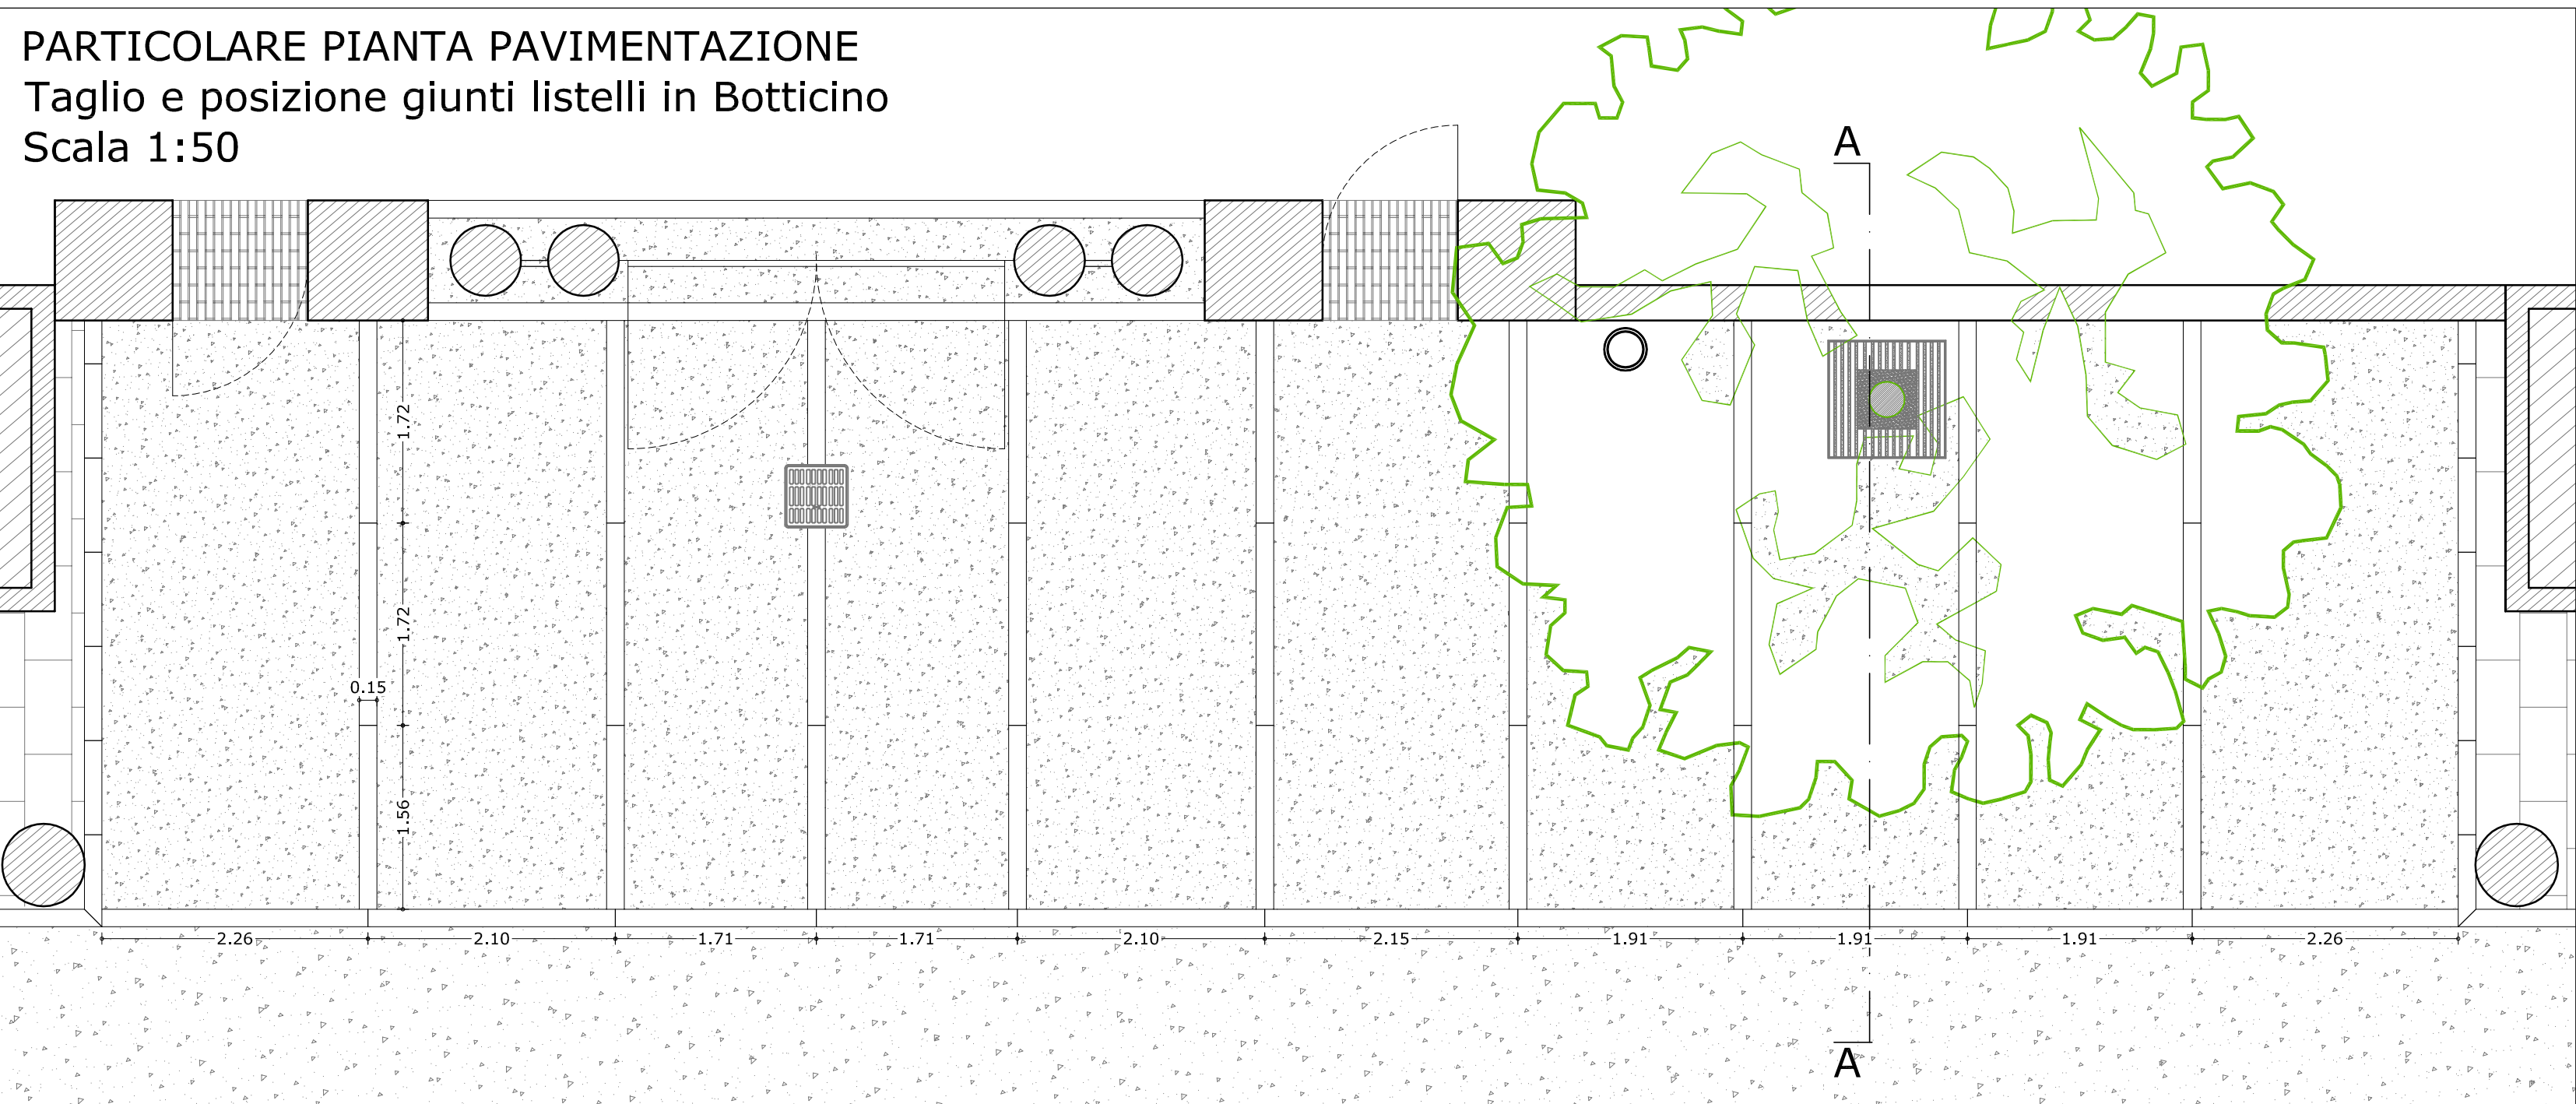 PARTICOLARE PIANTA PAVIMENTAZIONE
Taglio e posizione giunti listelli in Botticino
Scala 1:50
A
1.72
1.72
0.15
1.56
2.26 2.10 1.71 1.71 2.10 2.15 1.91 1.91 1.91 2.26
A